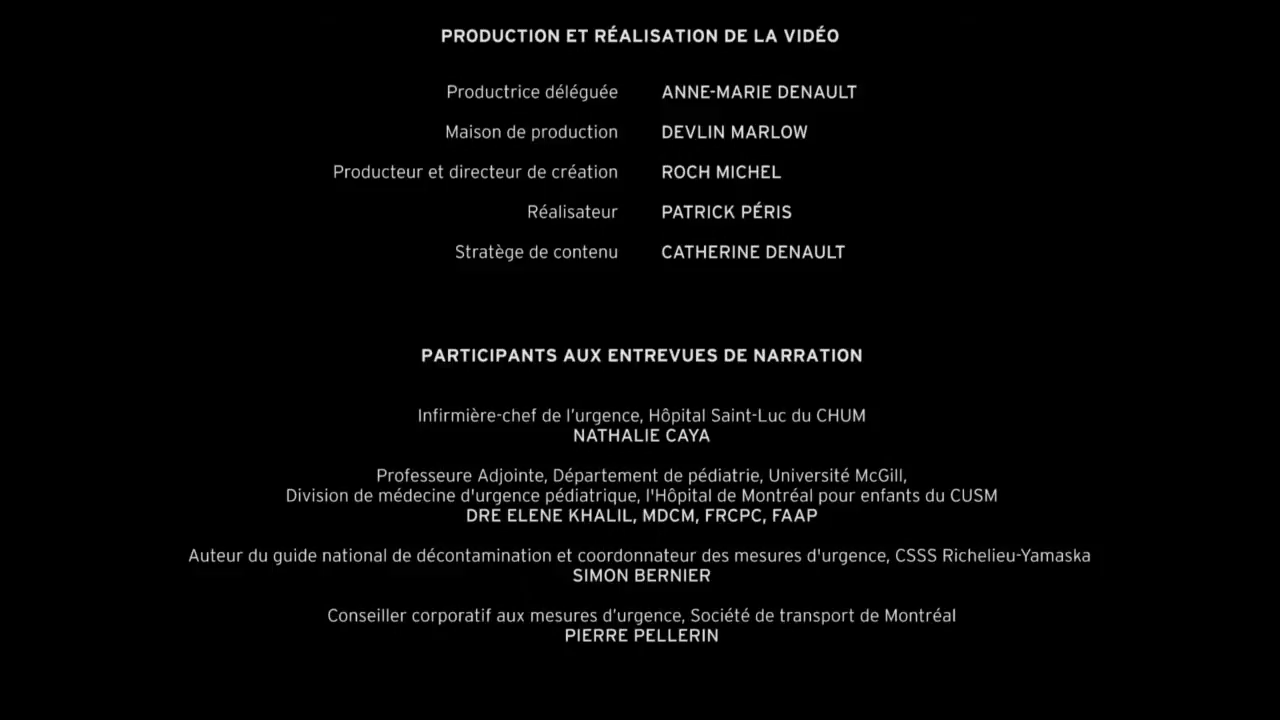 PRODUCTION ET RÉALISATION DE LA VIDÉO
Productrice déléguée ANNE-MARIE DENAULT
Maison de production DEVLIN MARLOW
Producteur et directeur de création ROCH MICHEL
Réalisateur PATRICK PÉRIS
Stratège de contenu CATHERINE DENAULT
PARTICIPANTS AUX ENTREVUES DE NARRATION
Infirmière-chef de l’urgence, Hôpital Saint-Luc du CHUM
NATHALIE CAYA
Professeure Adjointe, Département de pédiatrie, Université McGill,
Division de médecine d'urgence pédiatrique, l'Hôpital de Montréal pour enfants du CUSM
DRE ELENE KHALIL, MDCM, FRCPC, FAAP
Auteur du guide national de décontamination et coordonnateur des mesures d'urgence, CSSS Richelieu-Yamaska
SIMON BERNIER
Conseiller corporatif aux mesures d’urgence, Société de transport de Montréal
PIERRE PELLERIN